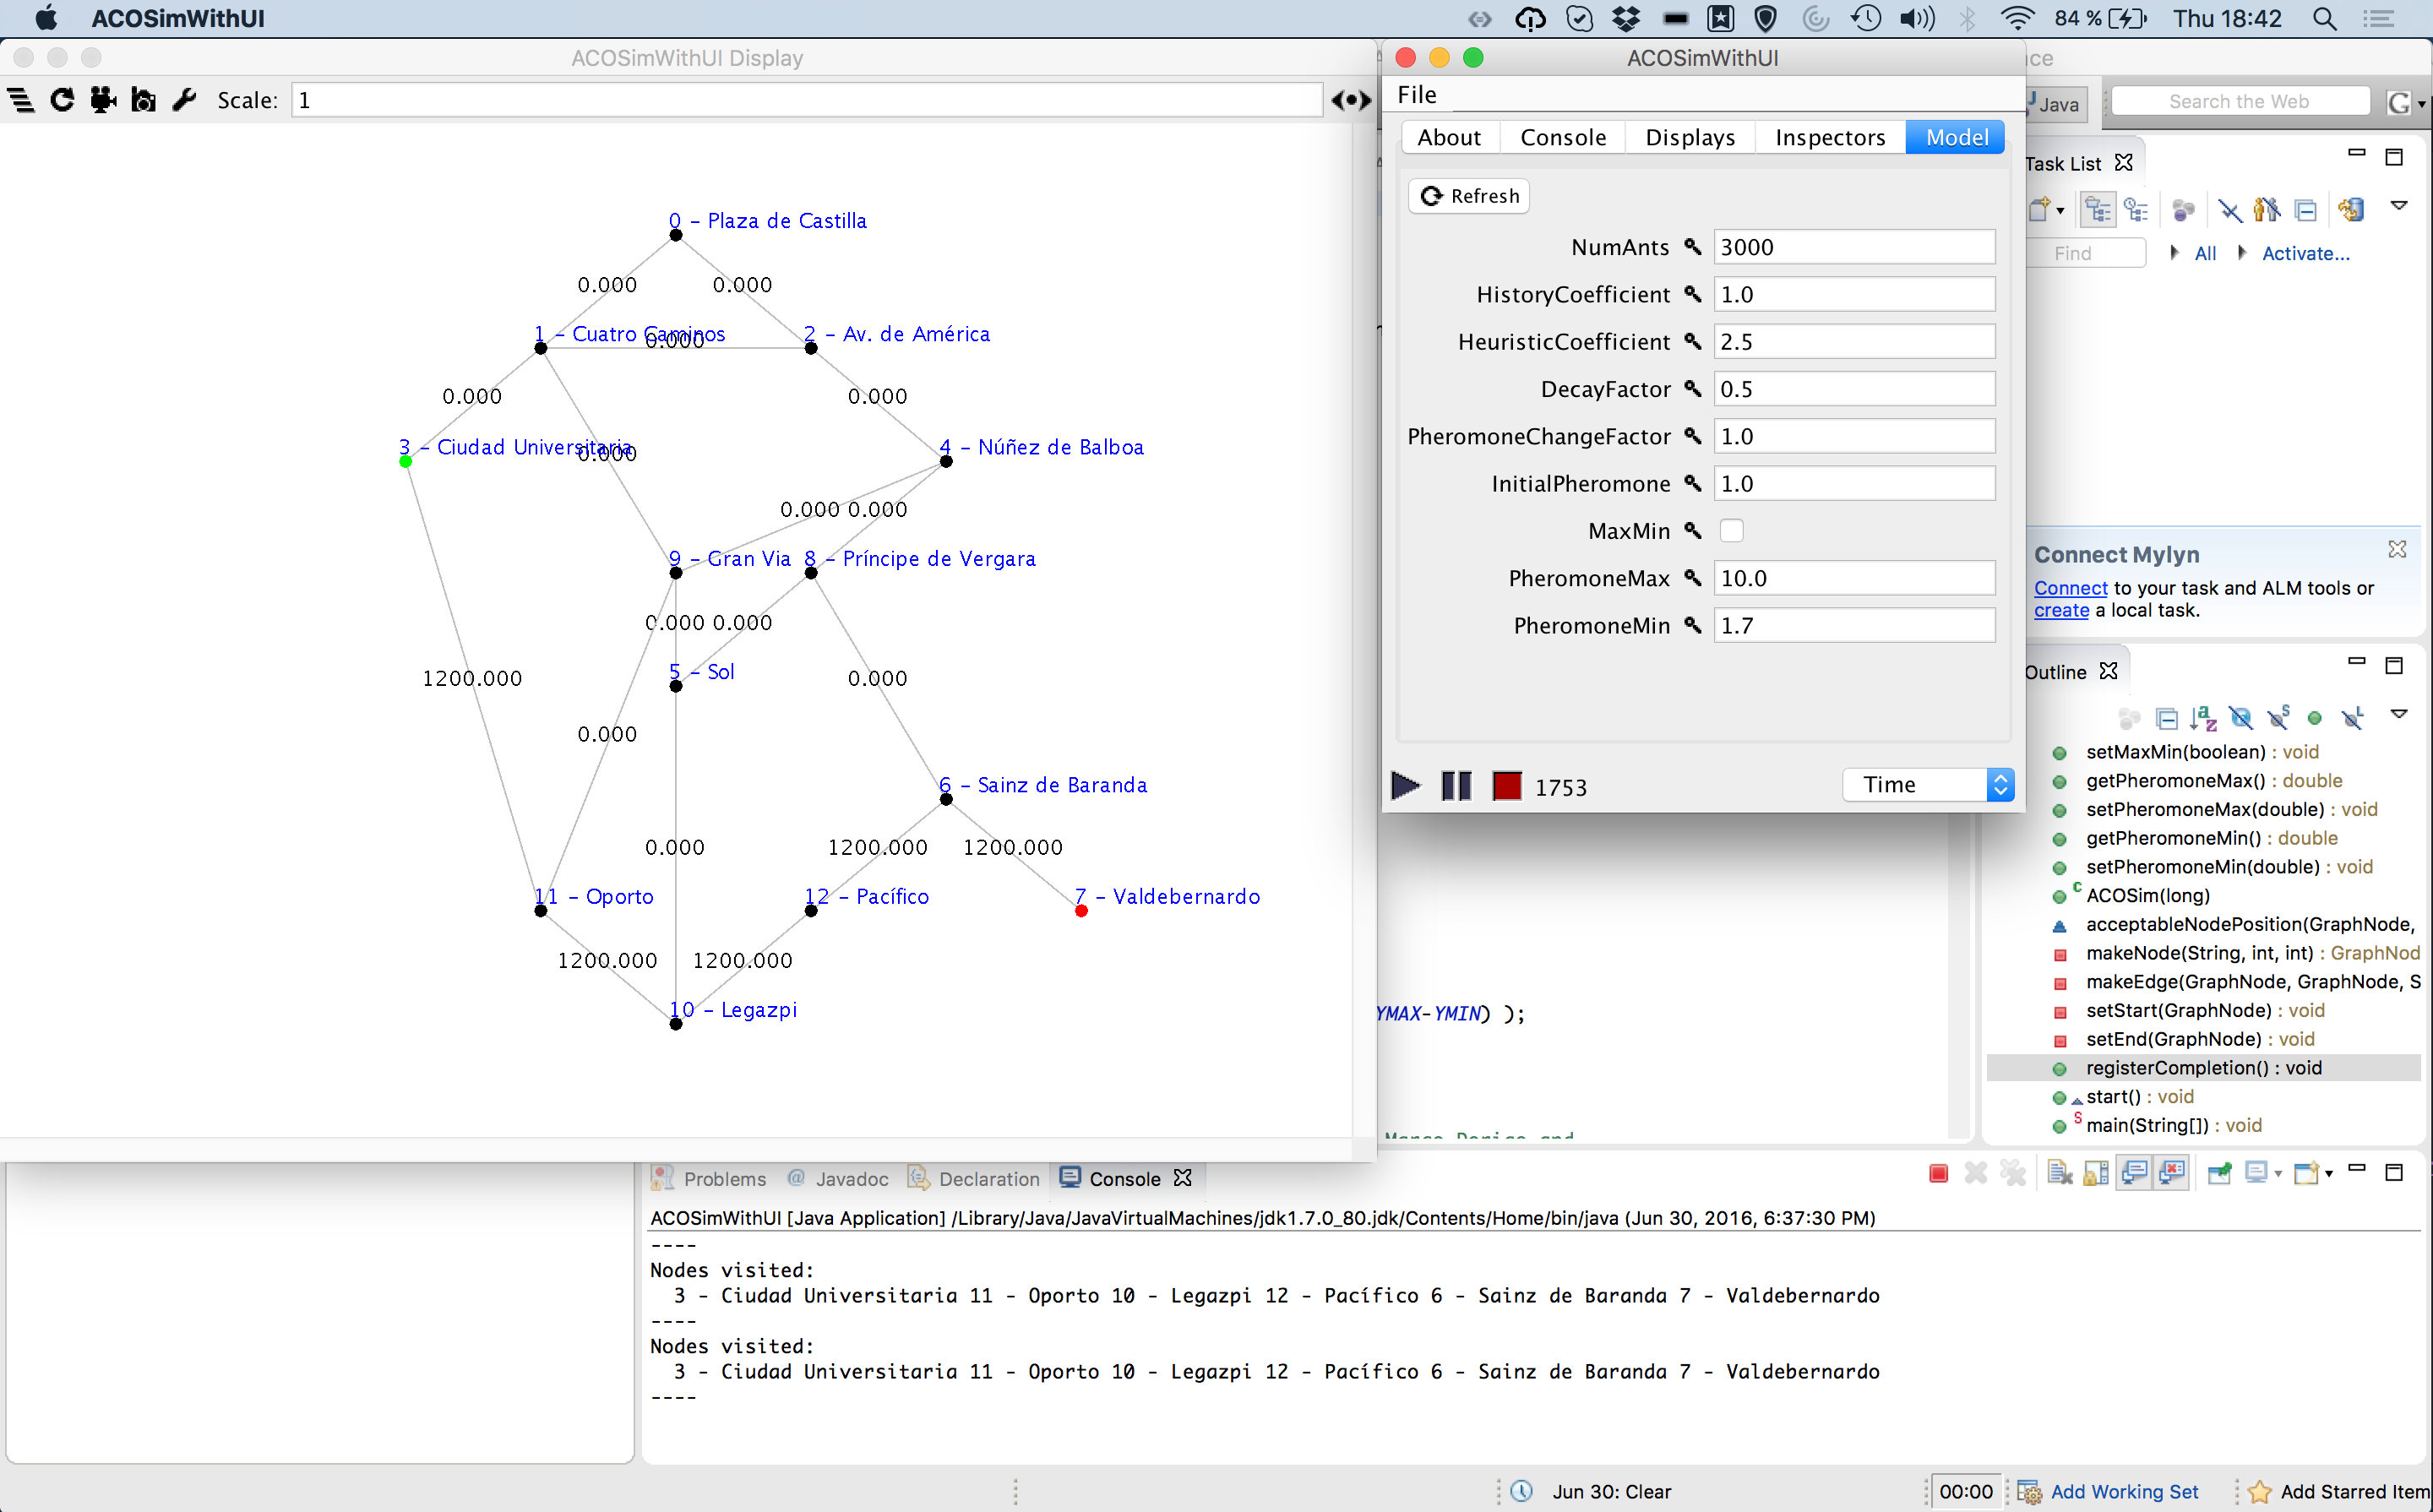 ACOSimWithUI
84 %
Thu 18:42
ACOSimWithUI Display
Scale:
1
0 – Plaza de Castilla
0.000
0.000
1 – Cuatro Caminos
0.000
2 – Av. de América
0.000
0.000
3 – Ciudad Universitaria
0.000
4 – Núñez de Balboa
0.000
0.000
9 – Gran Via
8 – Príncipe de Vergara
0.000
0.000
5 – Sol
1200.000
0.000
0.000
6 – Sainz de Baranda
0.000
1200.000
1200.000
11 – Oporto
12 – Pacífico
7 – Valdebernardo
1200.000
1200.000
10 – Legazpi
ACOSimWithUI
File
About
Console
Displays
Inspectors
Model
Refresh
NumAnts 3000
HistoryCoefficient 1.0
HeuristicCoefficient 2.5
DecayFactor 0.5
PheromoneChangeFactor 1.0
InitialPheromone 1.0
MaxMin
PheromoneMax 10.0
PheromoneMin 1.7
1753
Time
ce
Java
Search the Web
G
Task List
Find
All
Activate...
Connect Mylyn
Connect to your task and ALM tools or
create a local task.
Outline
setMaxMin(boolean) : void
getPheromoneMax() : double
setPheromoneMax(double) : void
getPheromoneMin() : double
setPheromoneMin(double) : void
ACOSim(long)
acceptableNodePosition(GraphNode,
makeNode(String, int, int) : GraphNod
makeEdge(GraphNode, GraphNode, S
setStart(GraphNode) : void
setEnd(GraphNode) : void
registerCompletion() : void
start() : void
main(String[]) : void
YMAX-YMIN) );
Problems
Javadoc
Declaration
Console
ACOSimWithUI [Java Application] /Library/Java/JavaVirtualMachines/jdk1.7.0_80.jdk/Contents/Home/bin/java (Jun 30, 2016, 6:37:30 PM)
----
Nodes visited:
3 - Ciudad Universitaria 11 - Oporto 10 - Legazpi 12 - Pacífico 6 - Sainz de Baranda 7 - Valdebernardo
----
Nodes visited:
3 - Ciudad Universitaria 11 - Oporto 10 - Legazpi 12 - Pacífico 6 - Sainz de Baranda 7 - Valdebernardo
----
Jun 30: Clear
00:00
Add Working Set
Add Starred Item